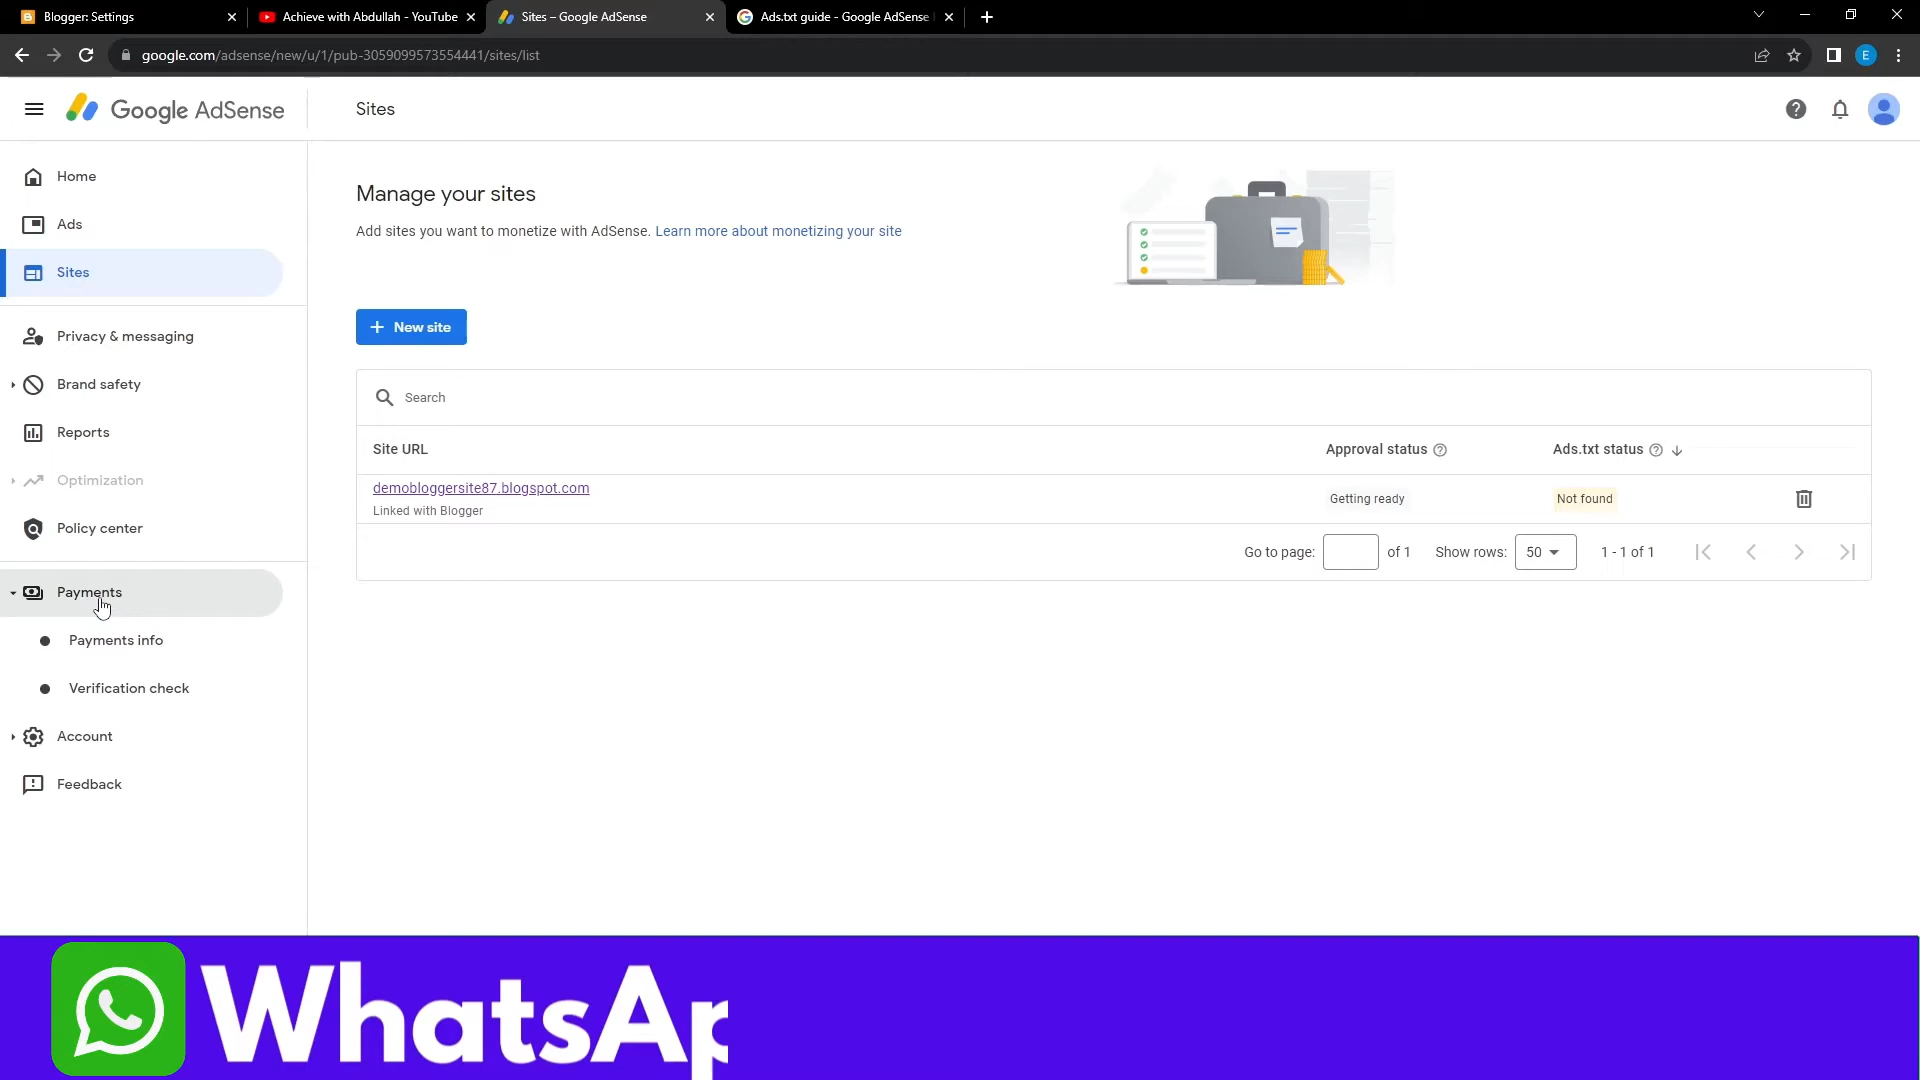 Blogger: Settings
Achieve with Abdullah - YouTube
Sites – Google AdSense
Ads.txt guide - Google AdSense
google.com/adsense/new/u/1/pub-3059099573554441/sites/list
E
Google AdSense
Sites
Home
Ads
Sites
Privacy & messaging
Brand safety
Reports
Optimization
Policy center
Payments
Payments info
Verification check
Account
Feedback
Manage your sites
Add sites you want to monetize with AdSense. Learn more about monetizing your site
+ New site
Search
Site URL
Approval status
Ads.txt status
demobloggersite87.blogspot.com
Linked with Blogger
Getting ready
Not found
Go to page:
of 1
Show rows:
50
1 - 1 of 1
WhatsAp